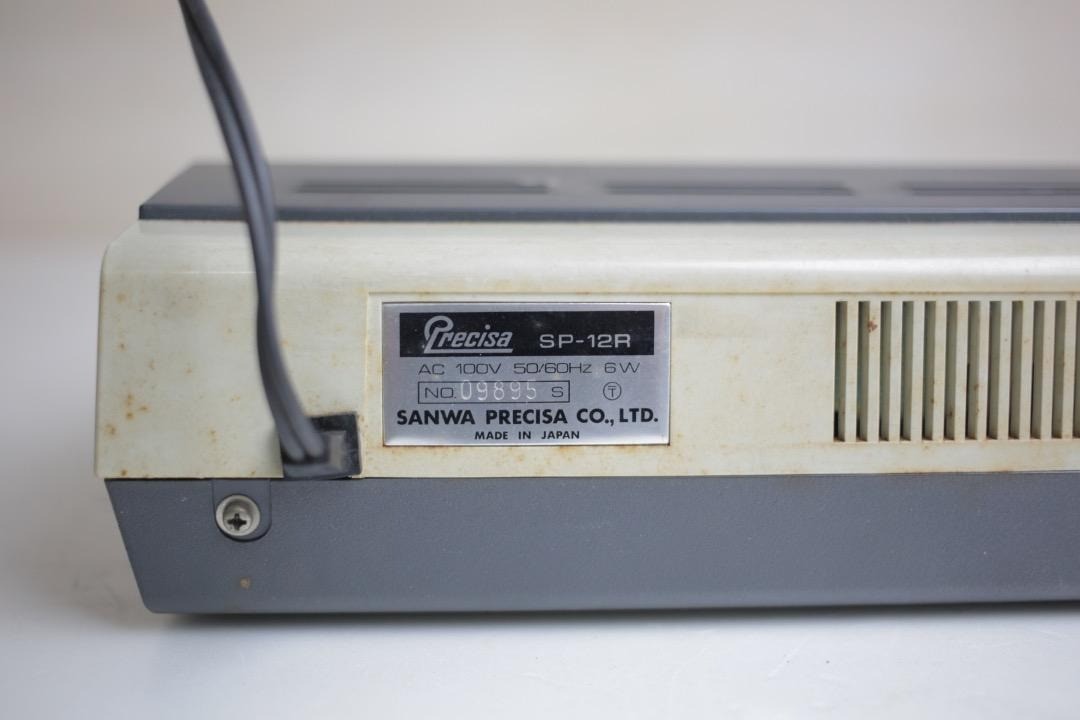 Precisa SP-12R
AC 100V 50/60Hz 6W
NO. 09895 S Ⓣ
SANWA PRECISA CO., LTD.
MADE IN JAPAN